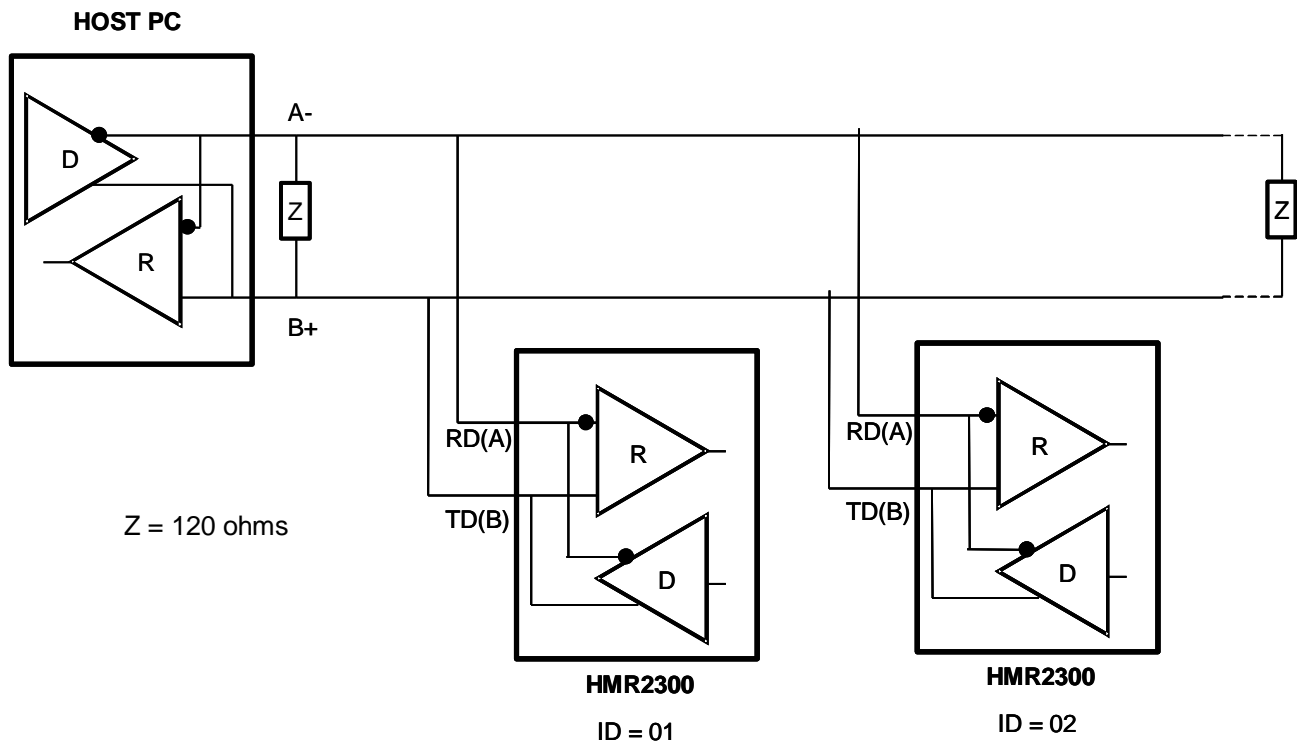 HOST PC
A-
D
Z
Z
R
B+
RD(A)
R
TD(B)
D
RD(A)
R
TD(B)
D
Z = 120 ohms
HMR2300
ID = 01
HMR2300
ID = 02